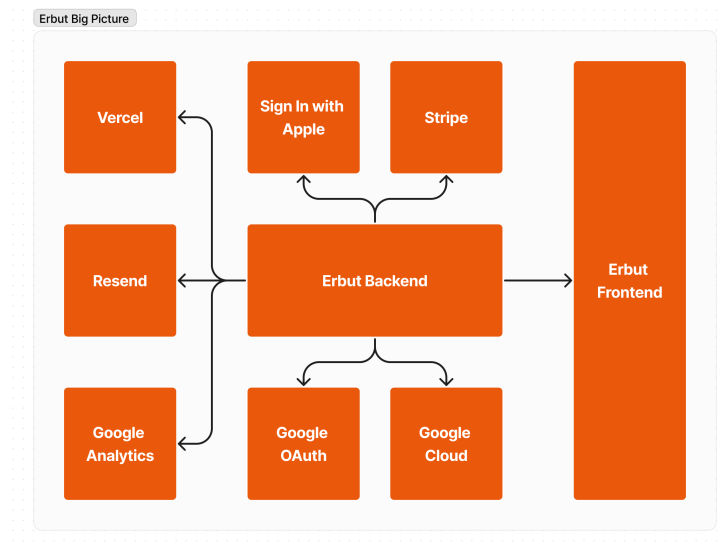 Erbut Big Picture
Vercel
Sign In with
Apple
Stripe
Resend
Erbut Backend
Erbut
Frontend
Google
Analytics
Google
OAuth
Google
Cloud